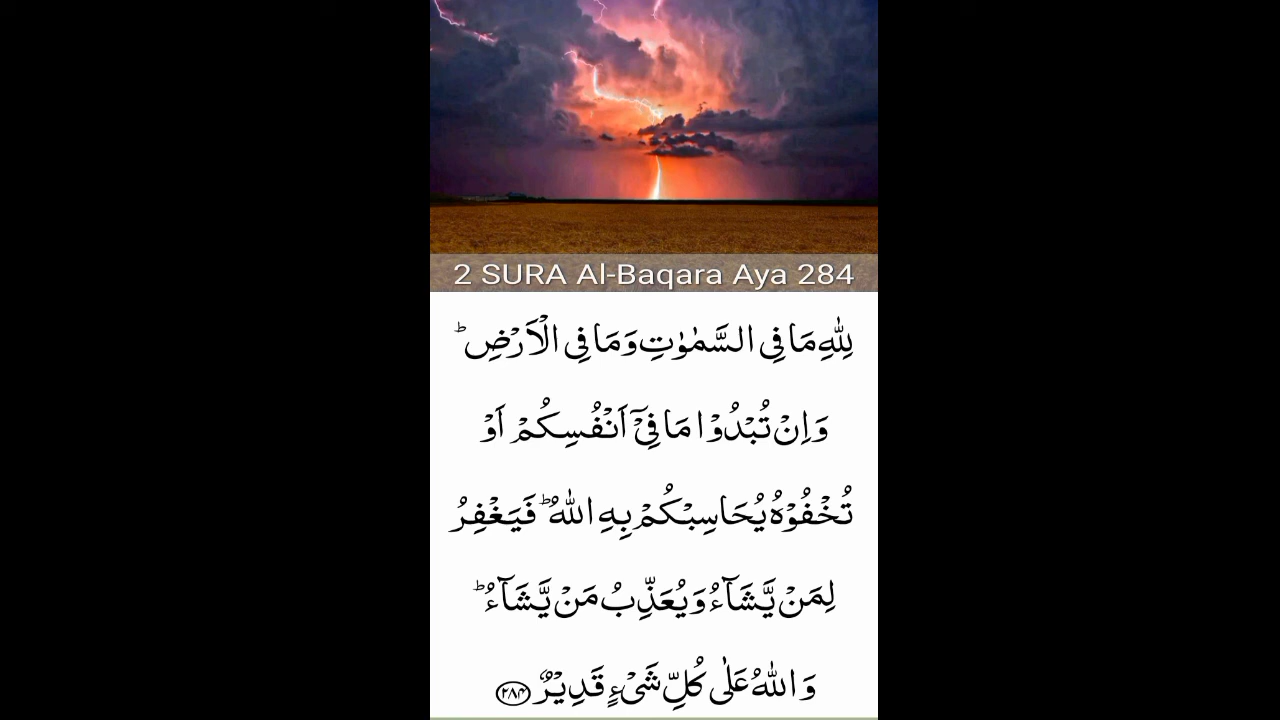 2 SURA Al-Baqara Aya 284
لِلّٰهِ مَا فِى السَّمٰوٰتِ وَمَا فِى الْاَرْضِ ؕ
وَاِنْ تُبْدُوْا مَا فِىْۤ اَنْفُسِكُمْ اَوْ
تُخْفُوْهُ يُحَاسِبْكُمْ بِهِ اللّٰهُ ؕ فَيَغْفِرُ
لِمَنْ يَّشَآءُ وَيُعَذِّبُ مَنْ يَّشَآءُ ؕ
وَاللّٰهُ عَلٰى كُلِّ شَىْءٍ قَدِيْرٌ ﴿۲۸۴﴾